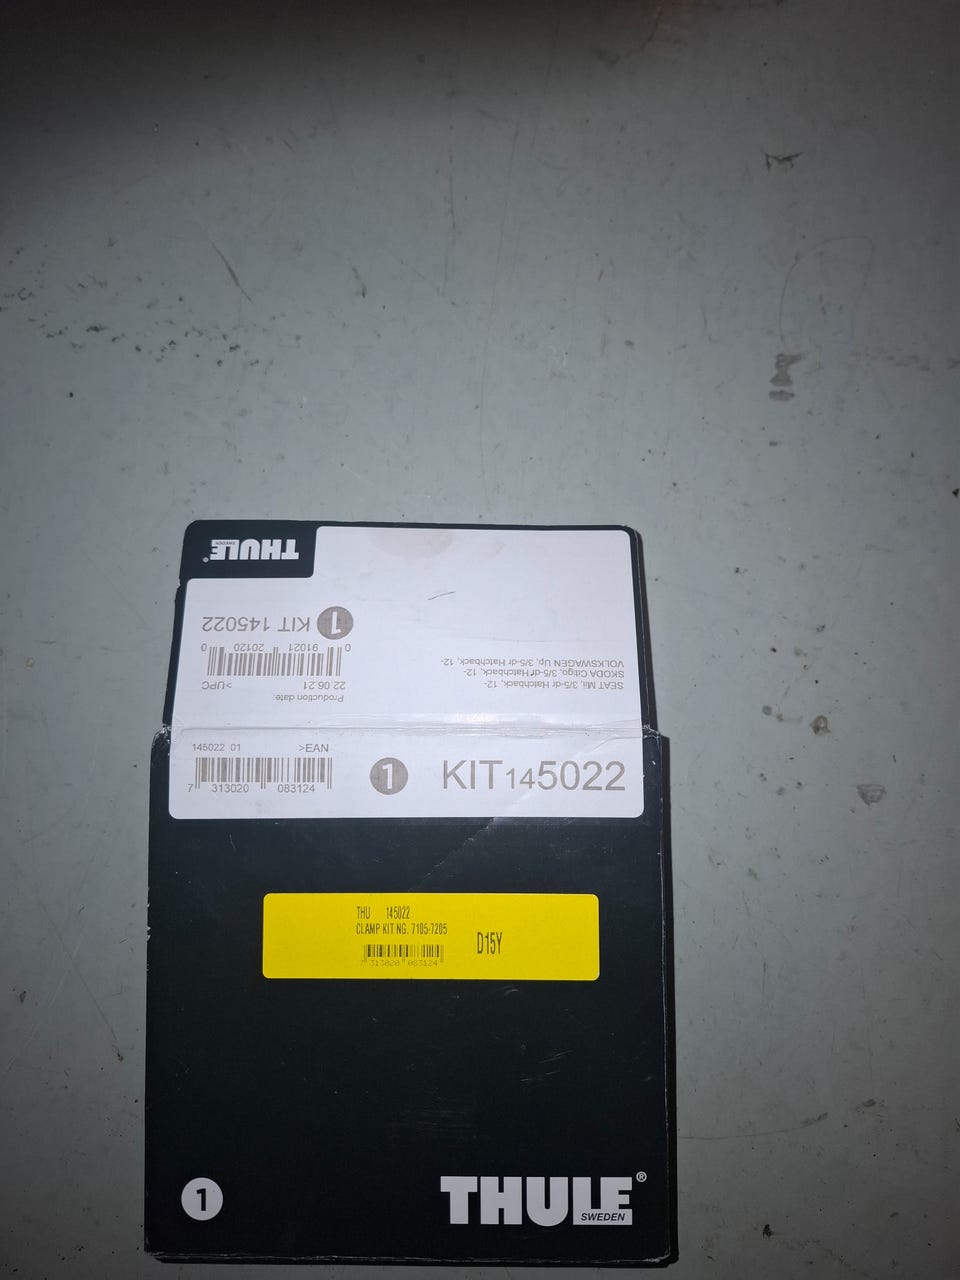 THULE®
SWEDEN
1 KIT 145022
0 91021 20120 0
Production date:
22.06.21 >UPC
SEAT Mii, 3/5-dr Hatchback, 12-
SKODA Citigo, 3/5-dr Hatchback, 12-
VOLKSWAGEN Up, 3/5-dr Hatchback, 12-
145022 01 >EAN
7 313020 083124
1 KIT145022
THU 145022
CLAMP KIT NG. 7105-7205
D15Y
7 313020 083124
1
THULE®
SWEDEN